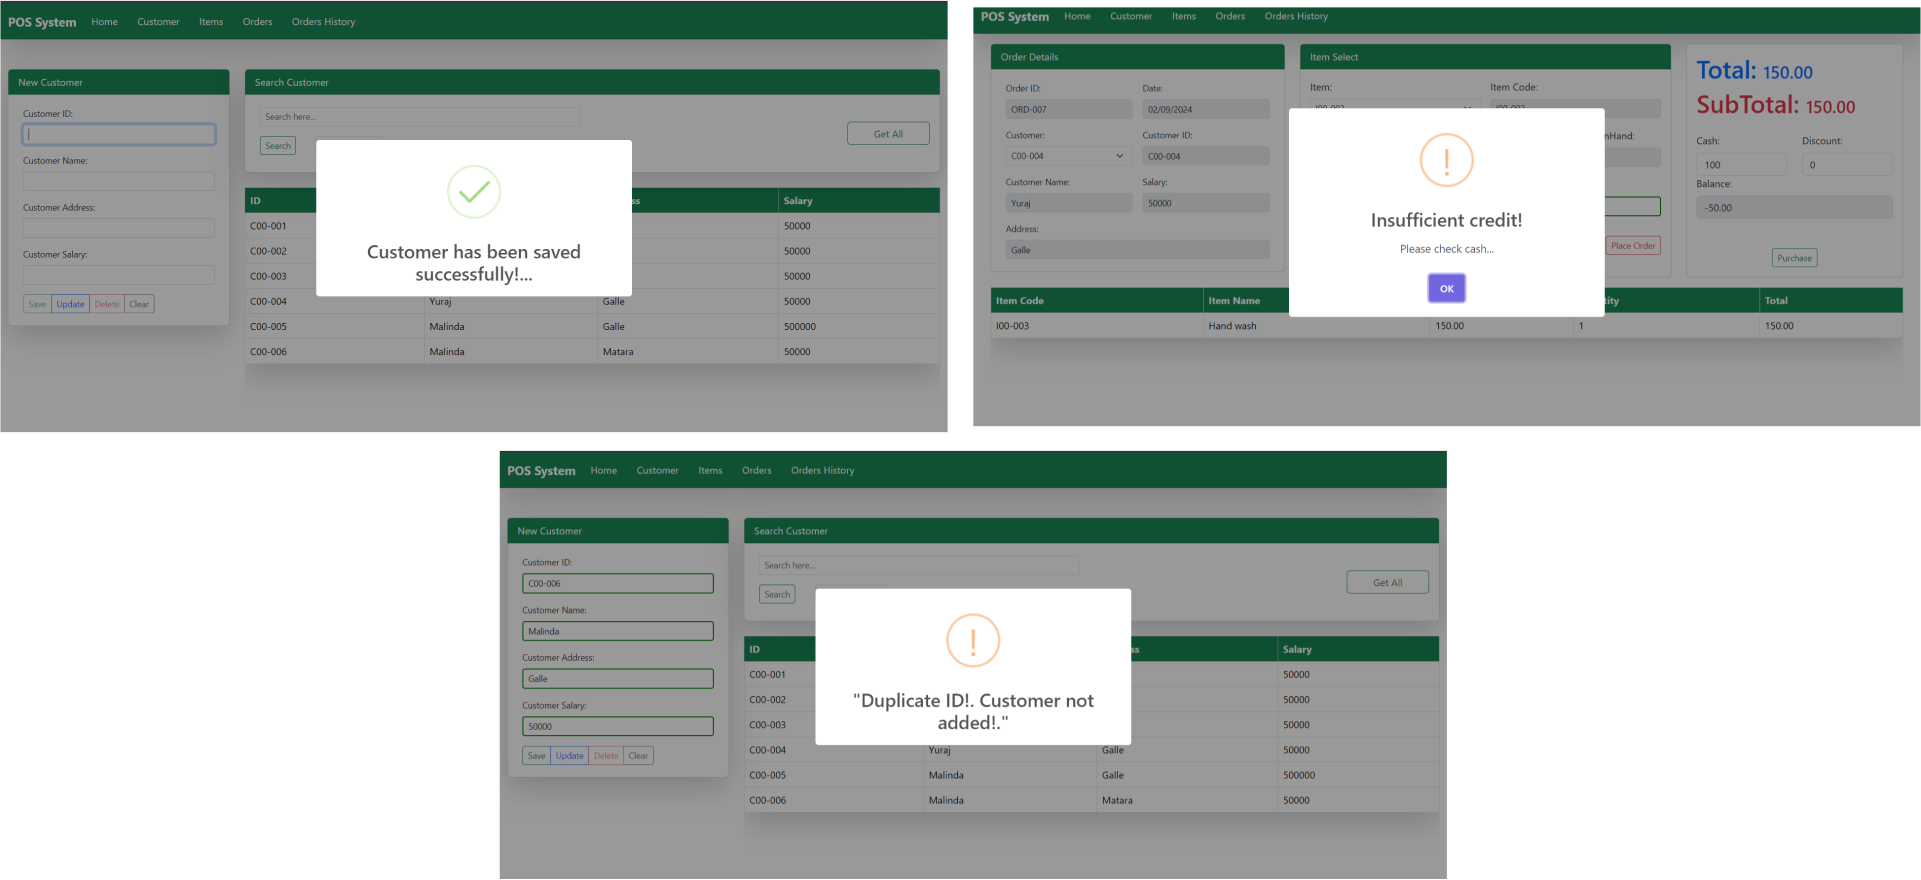 POS System Home Customer Items Orders Orders History
New Customer
Customer ID:
Customer Name:
Customer Address:
Customer Salary:
Save Update Delete Clear
Search Customer
Search here...
Search
Get All
ID ss Salary
C00-001 50000
C00-002 50000
C00-003 50000
C00-004 Yuraj Galle 50000
C00-005 Malinda Galle 500000
C00-006 Malinda Matara 50000
Customer has been saved
successfully!...
POS System Home Customer Items Orders Orders History
Order Details
Order ID: Date:
ORD-007 02/09/2024
Customer: Customer ID:
C00-004 C00-004
Customer Name: Salary:
Yuraj 50000
Address:
Galle
Item Select
Item: Item Code:
nHand:
Place Order
Total: 150.00
SubTotal: 150.00
Cash: Discount:
100 0
Balance:
-50.00
Purchase
Insufficient credit!
Please check cash...
OK
Item Code Item Name tity Total
I00-003 Hand wash 150.00 1 150.00
POS System Home Customer Items Orders Orders History
New Customer
Customer ID:
C00-006
Customer Name:
Malinda
Customer Address:
Galle
Customer Salary:
50000
Save Update Delete Clear
Search Customer
Search here...
Search
Get All
ID ss Salary
C00-001 50000
C00-002 50000
C00-003 50000
C00-004 Yuraj Galle 50000
C00-005 Malinda Galle 500000
C00-006 Malinda Matara 50000
"Duplicate ID!. Customer not
added!."